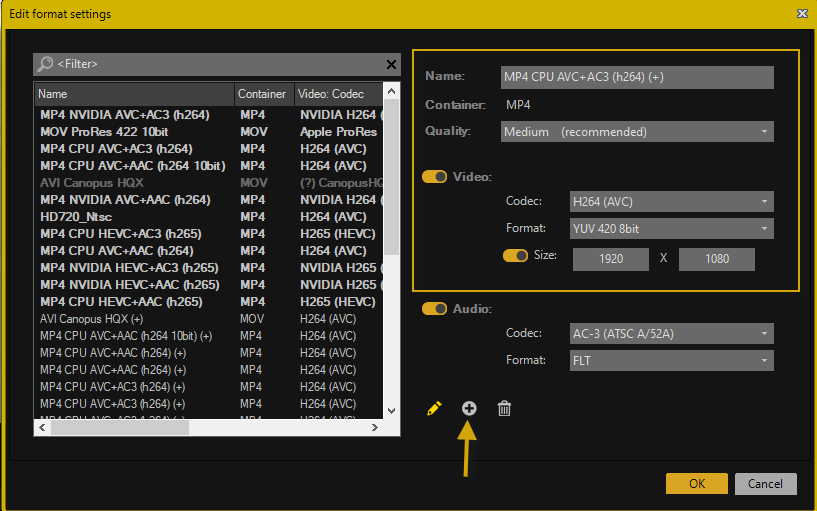 Edit format settings
<Filter>
Name Container Video: Codec
MP4 NVIDIA AVC+AC3 (h264) MP4 NVIDIA H264 (
MOV ProRes 422 10bit MOV Apple ProRes
MP4 CPU AVC+AC3 (h264) MP4 H264 (AVC)
MP4 CPU AVC+AAC (h264 10bit) MP4 H264 (AVC)
AVI Canopus HQX MOV (?) CanopusHQ
MP4 NVIDIA AVC+AAC (h264) MP4 NVIDIA H264 (
HD720_Ntsc MP4 H264 (AVC)
MP4 CPU HEVC+AC3 (h265) MP4 H265 (HEVC)
MP4 CPU AVC+AAC (h264) MP4 H264 (AVC)
MP4 NVIDIA HEVC+AC3 (h265) MP4 NVIDIA H265 (
MP4 NVIDIA HEVC+AAC (h265) MP4 NVIDIA H265 (
MP4 CPU HEVC+AAC (h265) MP4 H265 (HEVC)
AVI Canopus HQX (+) MOV H264 (AVC)
MP4 CPU AVC+AAC (h264 10bit) (+) MP4 H264 (AVC)
MP4 CPU AVC+AAC (h264) (+) MP4 H264 (AVC)
MP4 CPU AVC+AAC (h264) (+) MP4 H264 (AVC)
MP4 CPU AVC+AC3 (h264) (+) MP4 H264 (AVC)
MP4 CPU AVC+AC3 (h264) (+) MP4 H264 (AVC)
MP4 CPU AVC+AC3 (h264) (+) MP4 H264 (AVC)
Name: MP4 CPU AVC+AC3 (h264) (+)
Container: MP4
Quality: Medium (recommended)
Video:
Codec: H264 (AVC)
Format: YUV 420 8bit
Size: 1920 X 1080
Audio:
Codec: AC-3 (ATSC A/52A)
Format: FLT
OK Cancel